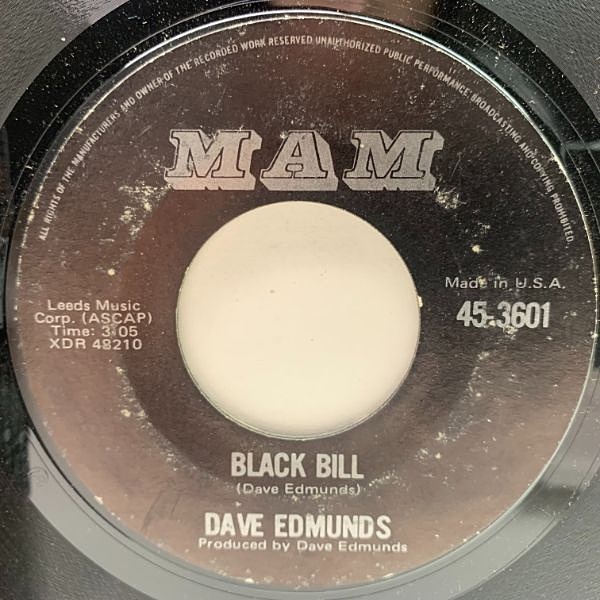 ALL RIGHTS OF THE MANUFACTURERS AND OWNER OF THE RECORDED WORK RESERVED UNAUTHORIZED PUBLIC PERFORMANCE BROADCASTING AND COPYING PROHIBITED.
MAM
Made in U.S.A.
45.3601
Leeds Music
Corp. (ASCAP)
Time: 3:05
XDR 48210
BLACK BILL
(Dave Edmunds)
DAVE EDMUNDS
Produced by Dave Edmunds